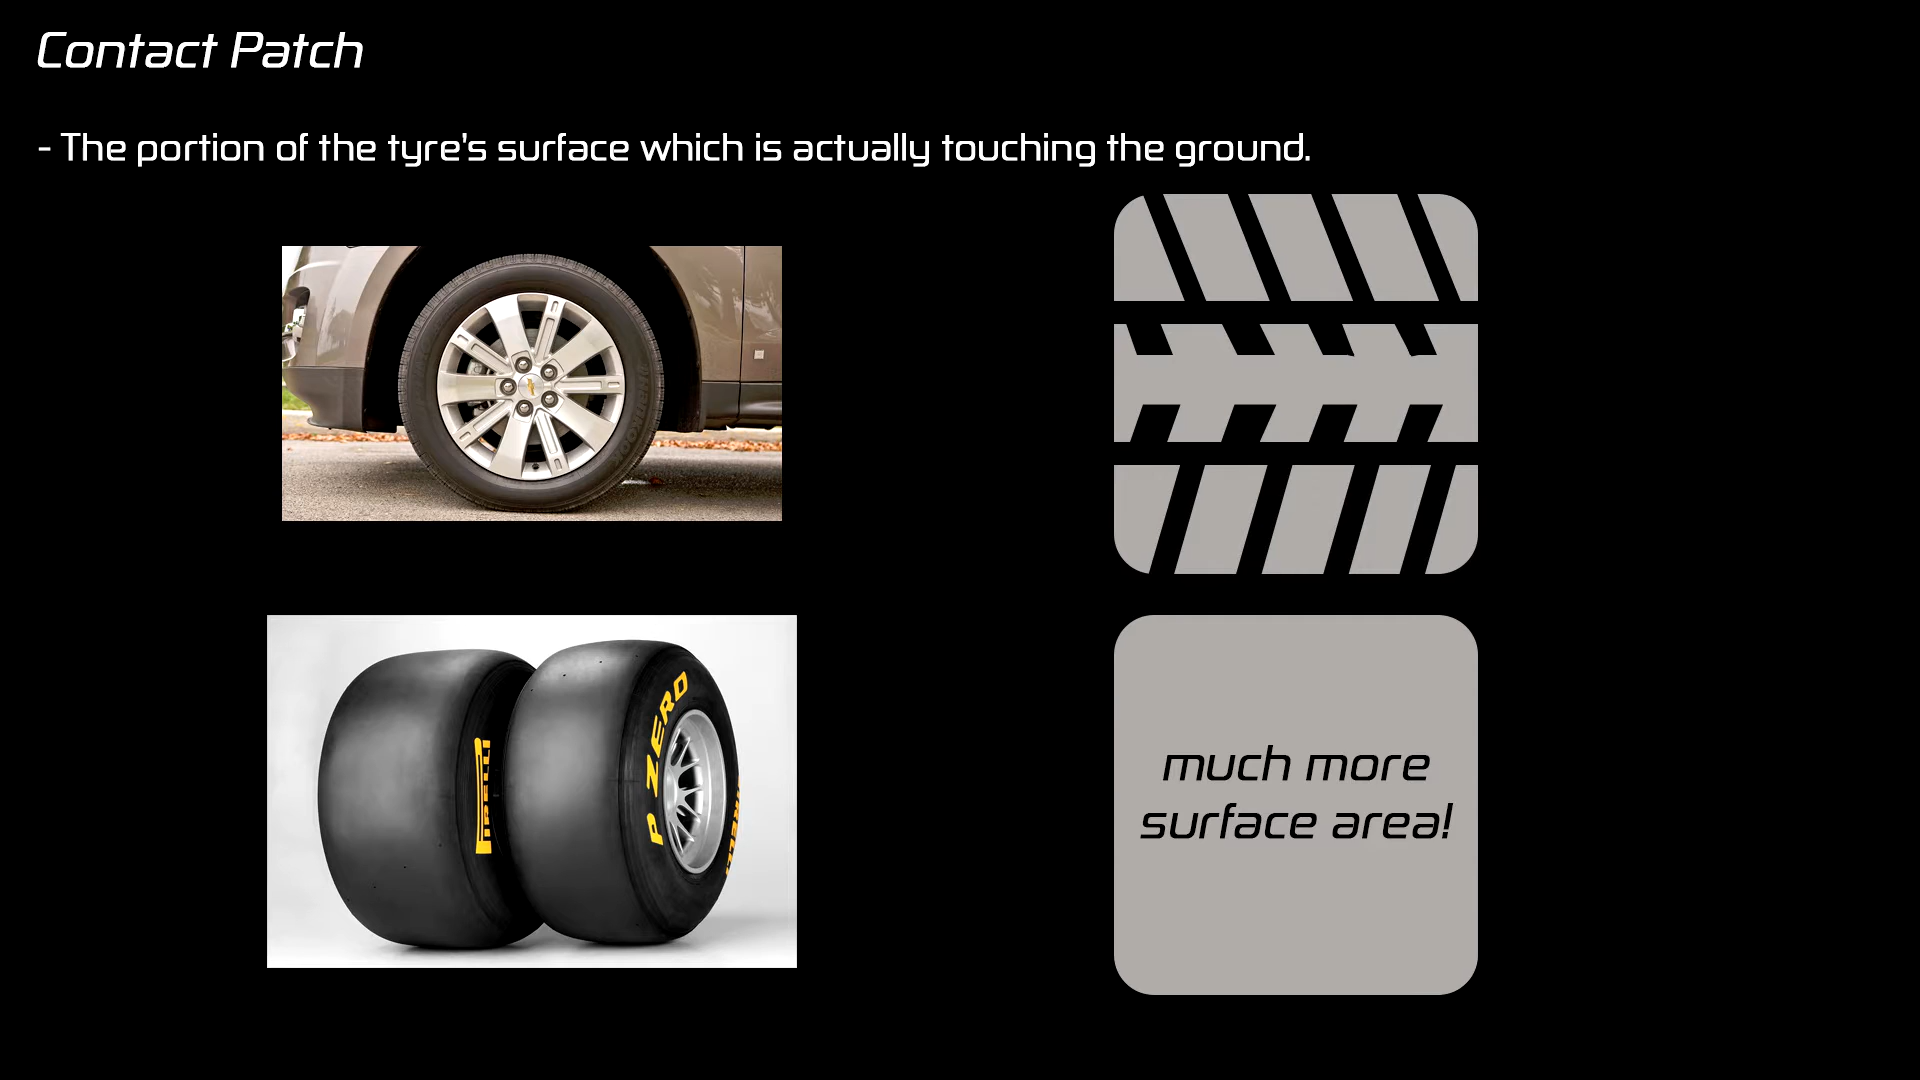 Contact Patch
- The portion of the tyre's surface which is actually touching the ground.
P ZERO
PIRELLI
much more
surface area!